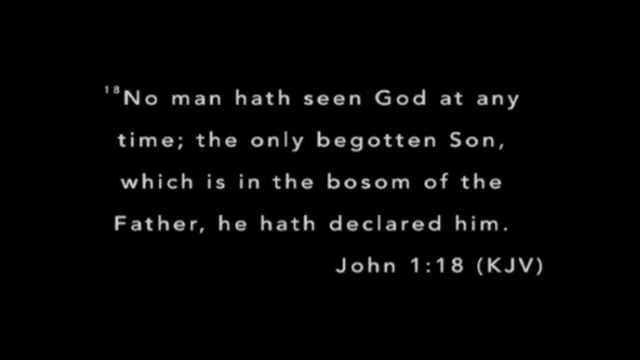 ¹⁸No man hath seen God at any
time; the only begotten Son,
which is in the bosom of the
Father, he hath declared him.
John 1:18 (KJV)